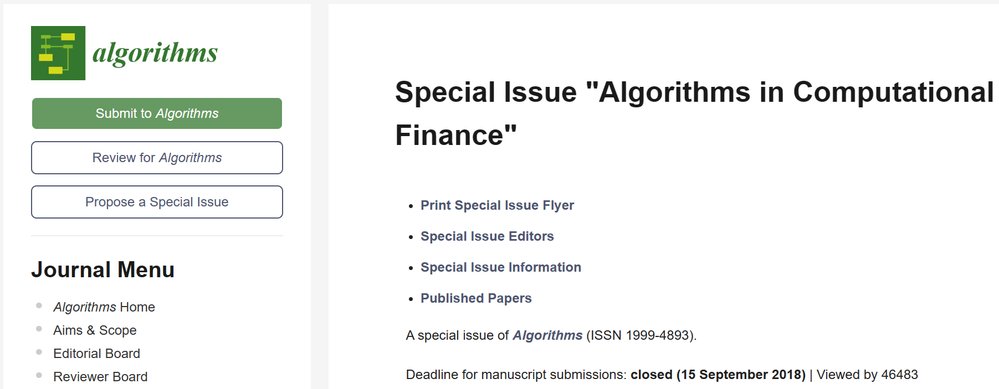 algorithms
Submit to Algorithms
Review for Algorithms
Propose a Special Issue
Journal Menu
Algorithms Home
Aims & Scope
Editorial Board
Reviewer Board
Special Issue "Algorithms in Computational
Finance"
Print Special Issue Flyer
Special Issue Editors
Special Issue Information
Published Papers
A special issue of Algorithms (ISSN 1999-4893).
Deadline for manuscript submissions: closed (15 September 2018) | Viewed by 46483